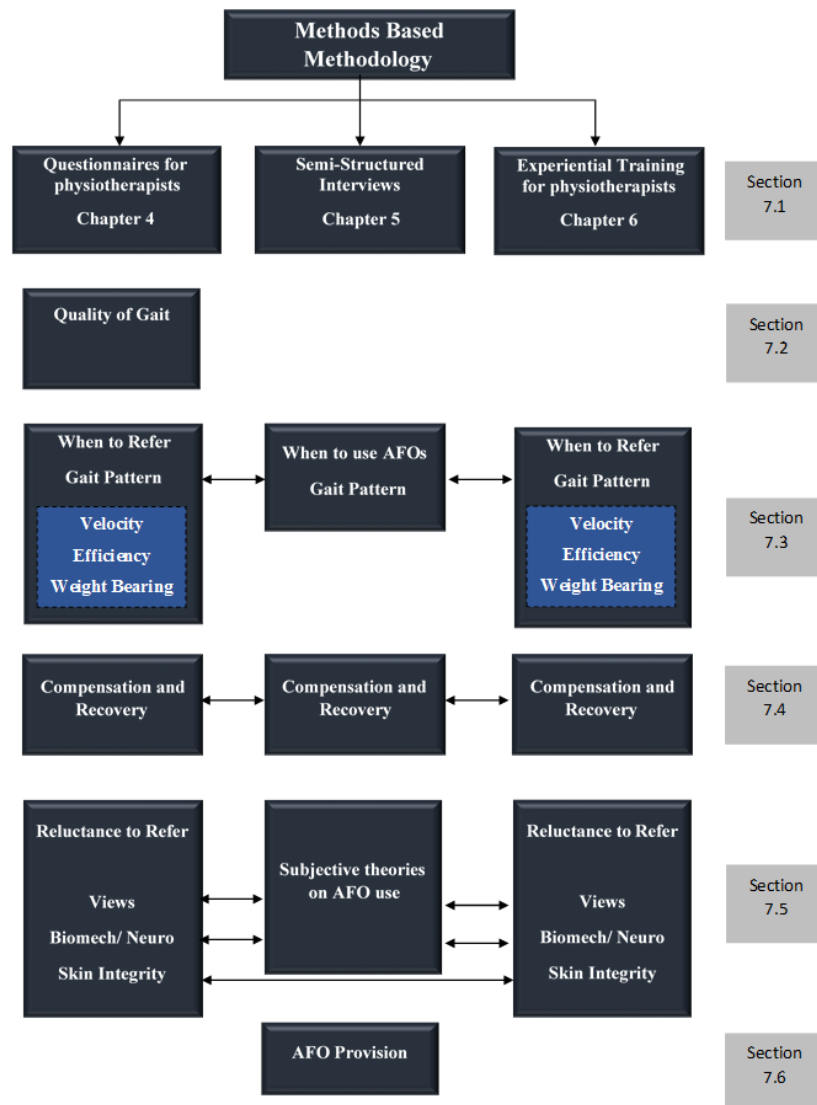 Methods Based
Methodology
Questionnaires for
physiotherapists
Chapter 4
Semi-Structured
Interviews
Chapter 5
Experiential Training
for physiotherapists
Chapter 6
Section
7.1
Quality of Gait
Section
7.2
When to Refer
Gait Pattern
Velocity
Efficiency
Weight Bearing
When to use AFOs
Gait Pattern
When to Refer
Gait Pattern
Velocity
Efficiency
Weight Bearing
Section
7.3
Compensation and
Recovery
Compensation and
Recovery
Compensation and
Recovery
Section
7.4
Reluctance to Refer
Views
Biomech/ Neuro
Skin Integrity
Subjective theories
on AFO use
Reluctance to Refer
Views
Biomech/ Neuro
Skin Integrity
Section
7.5
AFO Provision
Section
7.6